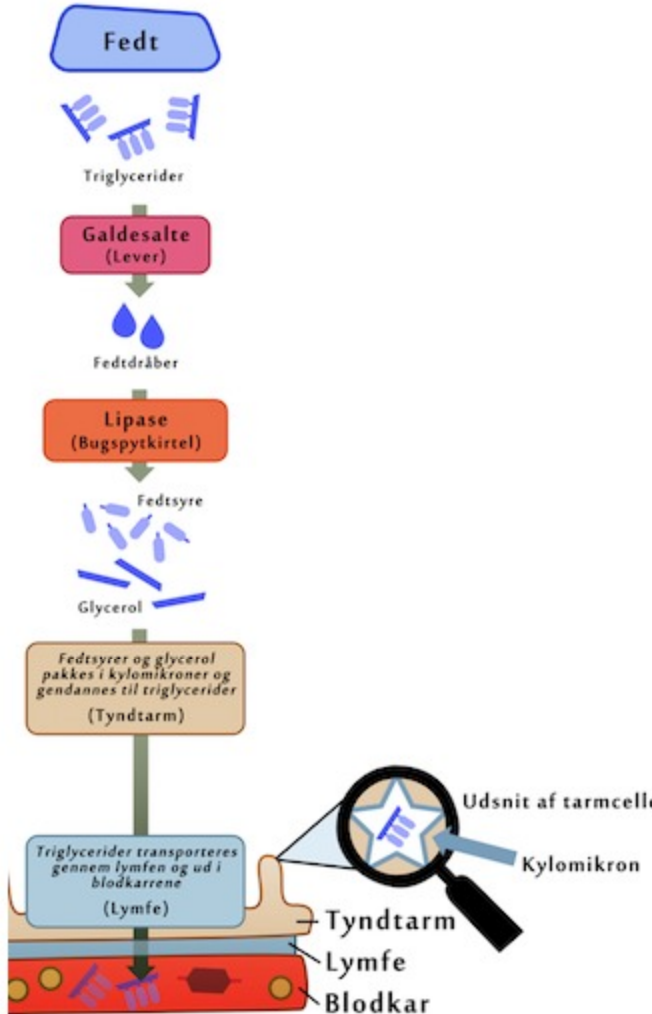 Fedt
Triglycerider
Galdesalte
(Lever)
Fedtdråber
Lipase
(Bugspytkirtel)
Fedtsyre
Glycerol
Fedtsyrer og glycerol
pakkes i kylomikroner og
gendannes til triglycerider
(Tyndtarm)
Udsnit af tarmcelle
Kylomikron
Triglycerider transporteres
gennem lymfen og ud i
blodkarrene
(Lymfe)
Tyndtarm
Lymfe
Blodkar